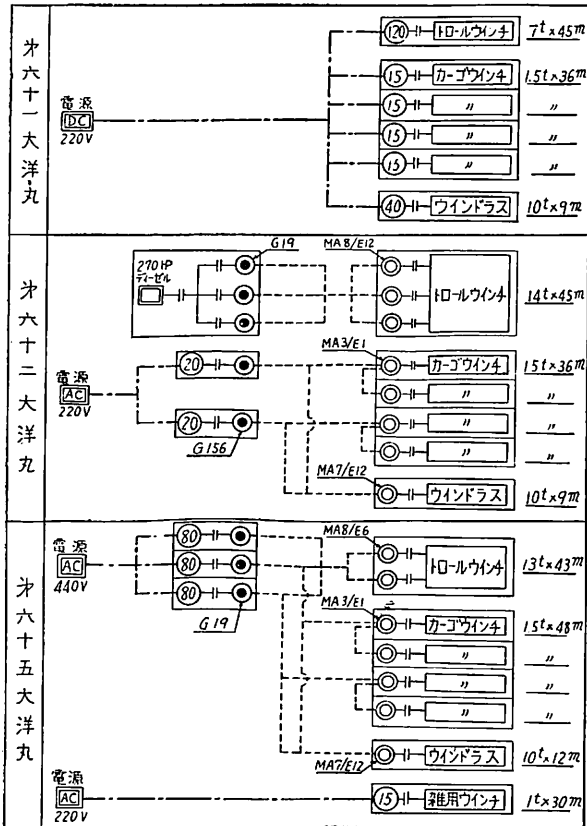 才六十一大洋丸
電源
DC
220V
120 トロールウインチ 7t×45m
15 カーゴウインチ 1.5t×36m
15 〃 〃
15 〃 〃
15 〃 〃
40 ウインドラス 10t×9m
才六十二大洋丸
270HP
ディーゼル
G19
MA8/E12
トロールウインチ 14t×45m
電源
AC
220V
20
20
G156
MA3/E1
カーゴウインチ 1.5t×36m
〃 〃
〃 〃
〃 〃
MA7/E12
ウインドラス 10t×9m
才六十五大洋丸
電源
AC
440V
80
80
80
G19
MA8/E6
トロールウインチ 13t×43m
MA3/E1
カーゴウインチ 1.5t×48m
〃 〃
〃 〃
〃 〃
MA7/E12
ウインドラス 10t×12m
電源
AC
220V
15 雑用ウインチ 1t×30m